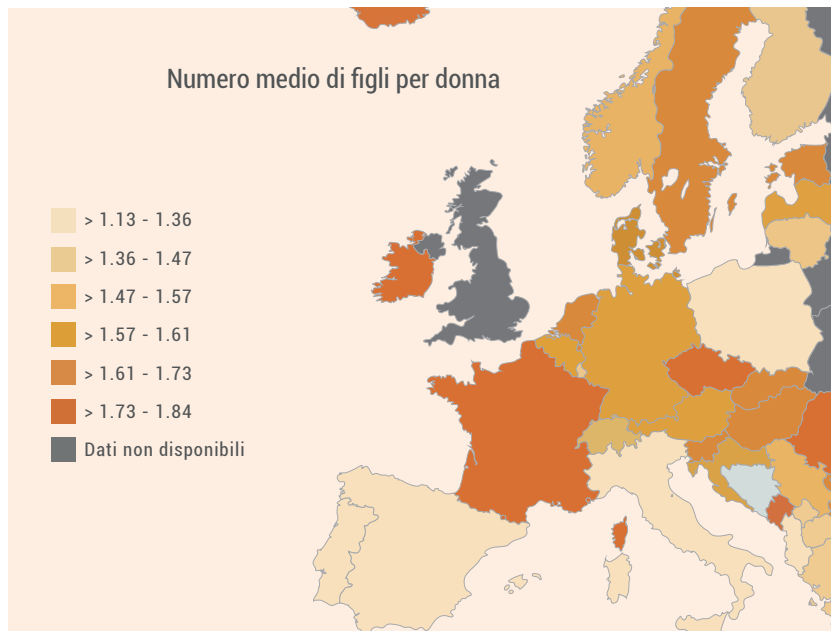 Numero medio di figli per donna
> 1.13 - 1.36
> 1.36 - 1.47
> 1.47 - 1.57
> 1.57 - 1.61
> 1.61 - 1.73
> 1.73 - 1.84
Dati non disponibili